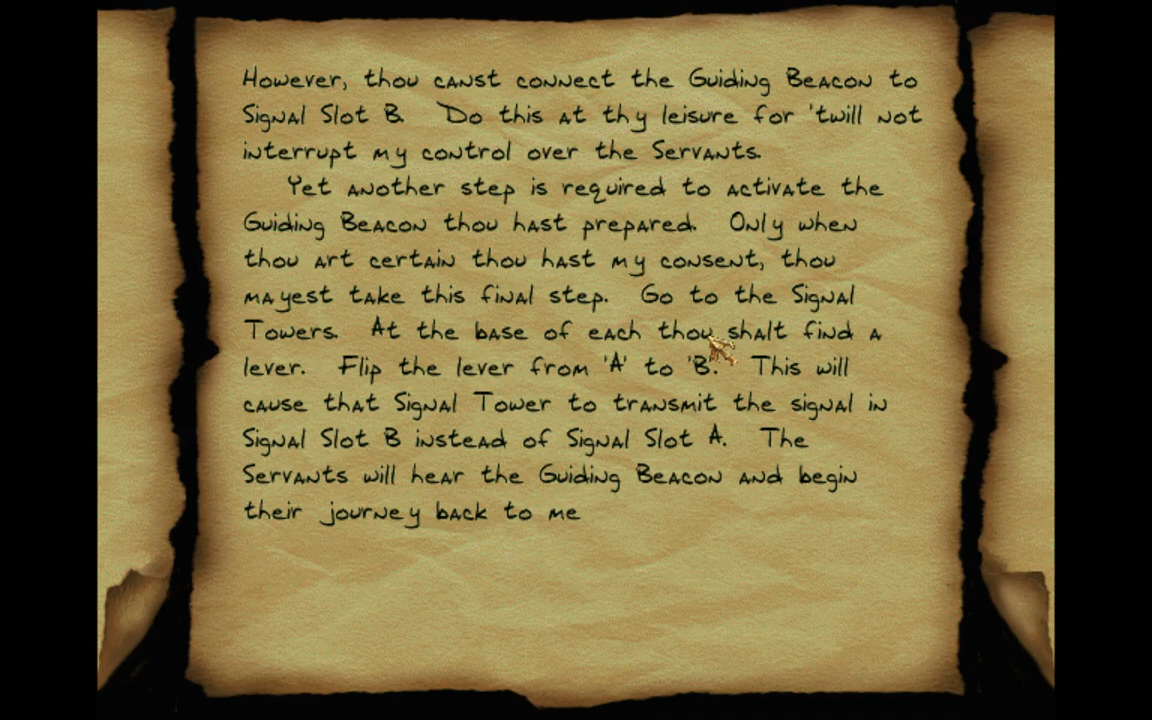 However, thou canst connect the Guiding Beacon to
Signal Slot B.  Do this at thy leisure for 'twill not
interrupt my control over the Servants.
Yet another step is required to activate the
Guiding Beacon thou hast prepared.  Only when
thou art certain thou hast my consent, thou
mayest take this final step.  Go to the Signal
Towers.  At the base of each thou shalt find a
lever.  Flip the lever from 'A' to 'B'.  This will
cause that Signal Tower to transmit the signal in
Signal Slot B instead of Signal Slot A.  The
Servants will hear the Guiding Beacon and begin
their journey back to me